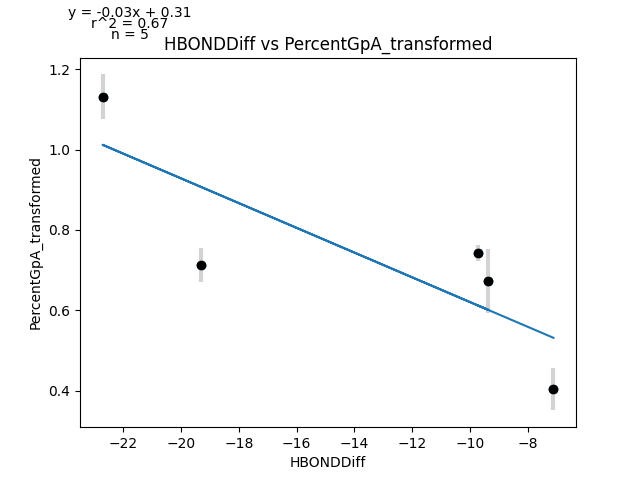 y = -0.03x + 0.31
r^2 = 0.67
n = 5
HBONDDiff vs PercentGpA_transformed
1.2
1.0
0.8
0.6
0.4
PercentGpA_transformed
−22
−20
−18
−16
−14
−12
−10
−8
HBONDDiff